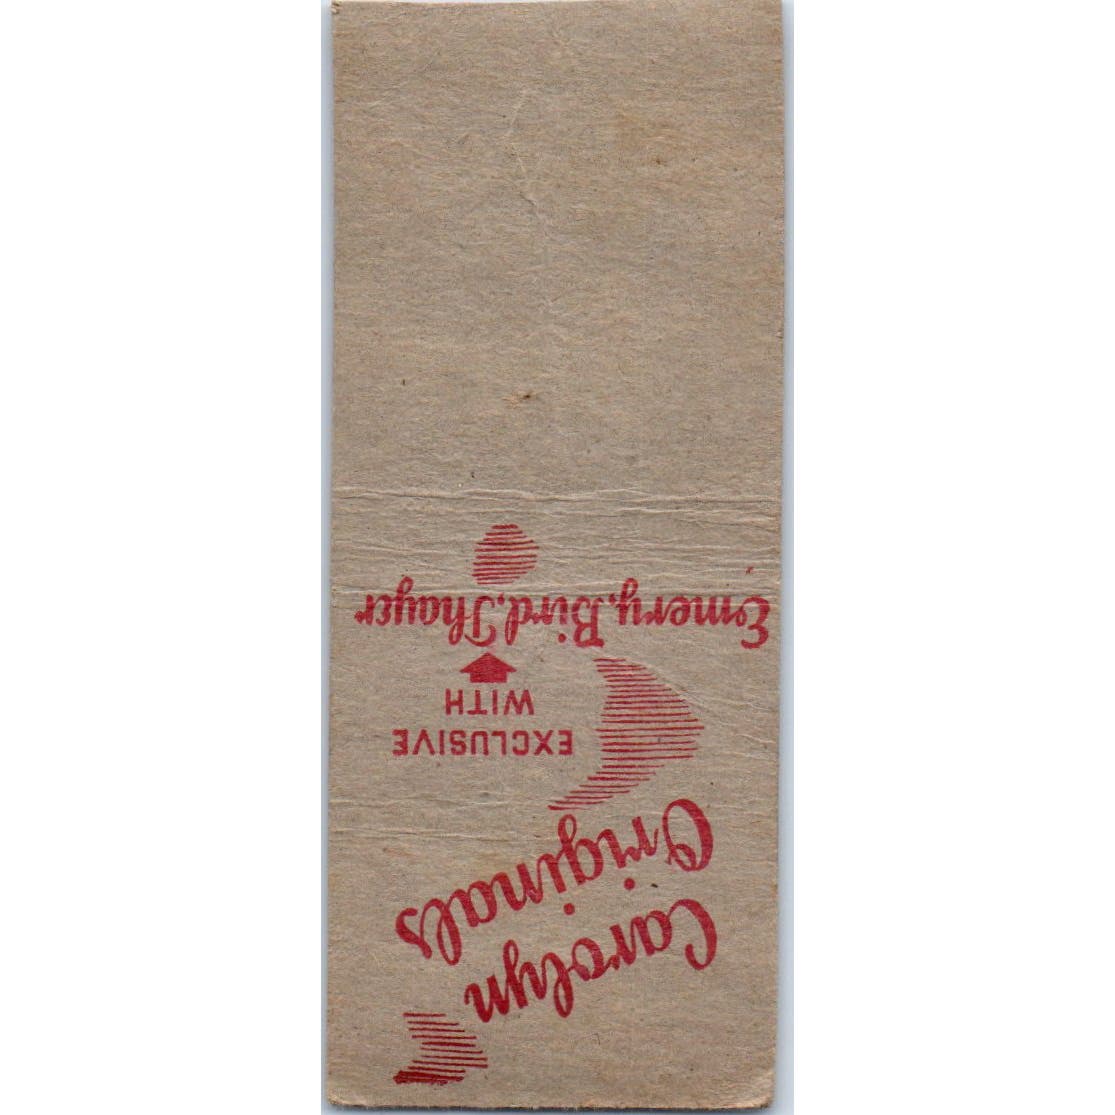 Carolyn
Originals
EXCLUSIVE
WITH
Emery, Bird, Thayer